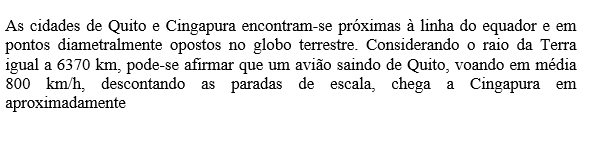 As cidades de Quito e Cingapura encontram-se próximas à linha do equador e em
pontos diametralmente opostos no globo terrestre. Considerando o raio da Terra
igual a 6370 km, pode-se afirmar que um avião saindo de Quito, voando em média
800 km/h, descontando as paradas de escala, chega a Cingapura em
aproximadamente